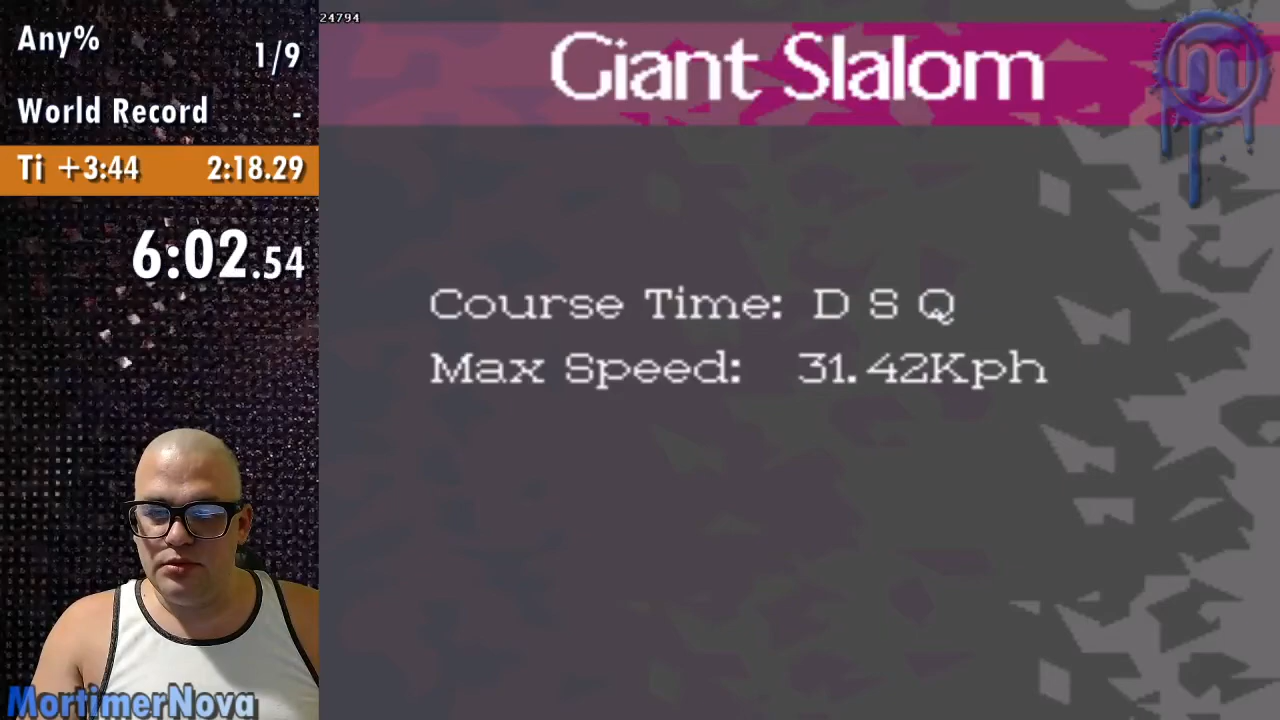 Any%
1/9
World Record -
Ti +3:44 2:18.29
6:02.54
MortimerNova
24794
Giant Slalom
m
Course Time: D S Q
Max Speed: 31.42Kph